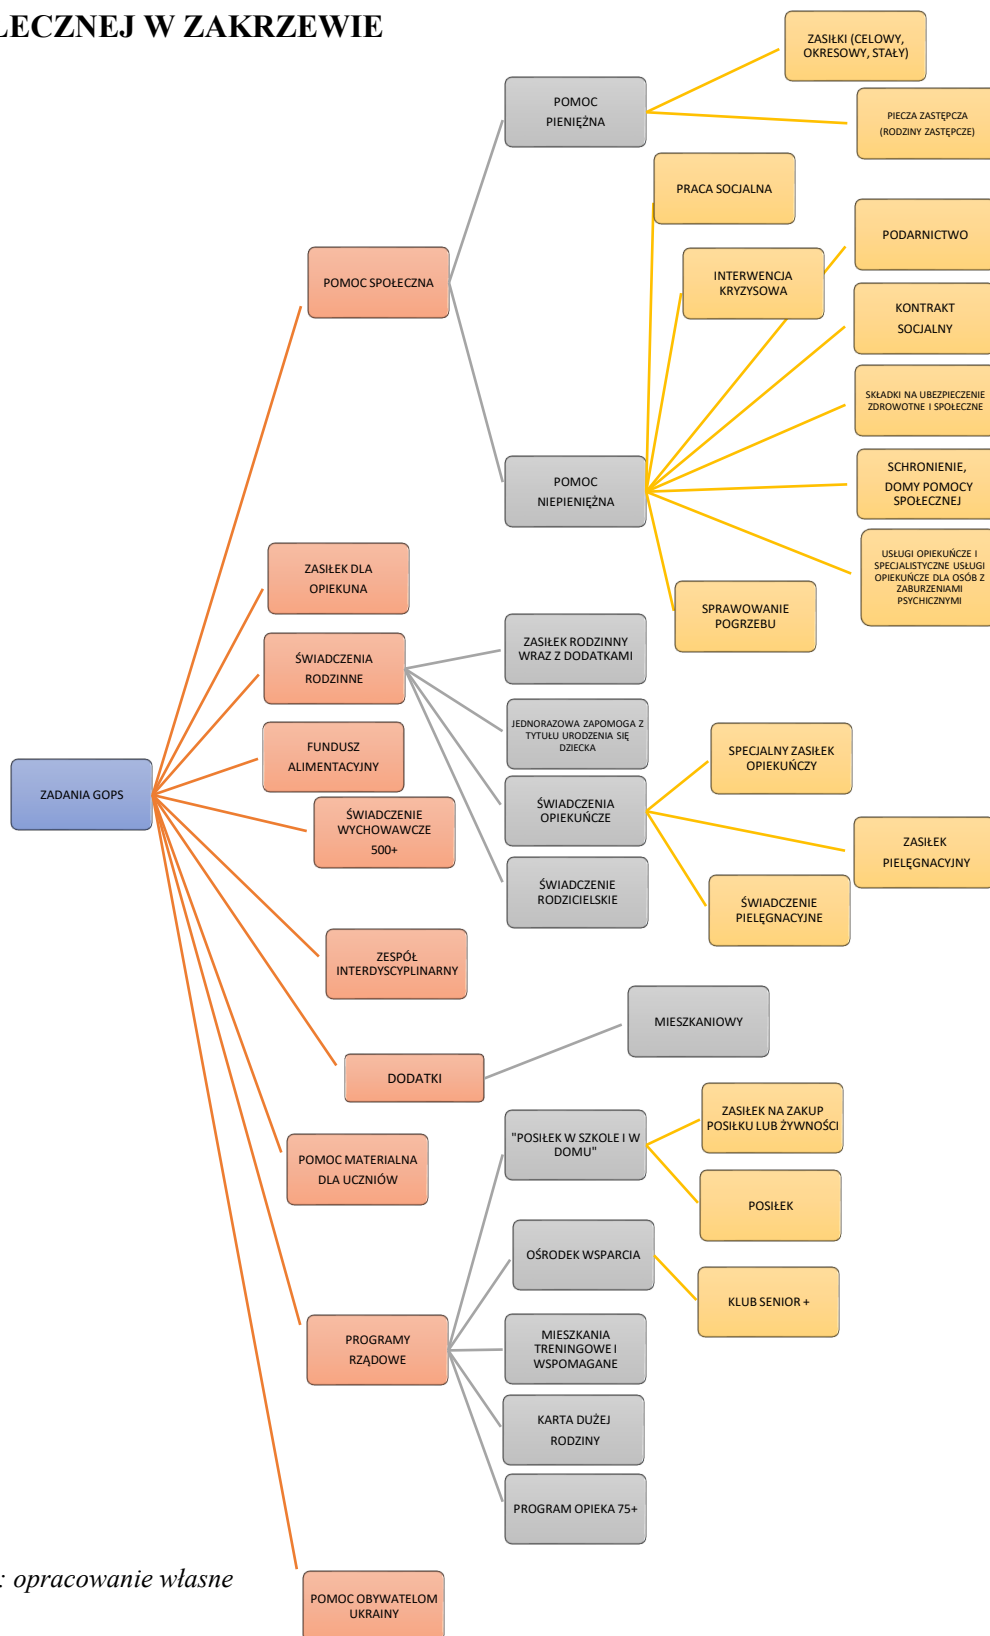 LECZNEJ W ZAKRZEWIE
ZADANIA GOPS
POMOC SPOŁECZNA
POMOC
PIENIĘŻNA
ZASIŁKI (CELOWY,
OKRESOWY, STAŁY)
PIECZA ZASTĘPCZA
(RODZINY ZASTĘPCZE)
POMOC
NIEPIENIĘŻNA
PRACA SOCJALNA
INTERWENCJA
KRYZYSOWA
PODARNICTWO
KONTRAKT
SOCJALNY
SKŁADKI NA UBEZPIECZENIE
ZDROWOTNE I SPOŁECZNE
SCHRONIENIE,
DOMY POMOCY
SPOŁECZNEJ
USŁUGI OPIEKUŃCZE I
SPECJALISTYCZNE USŁUGI
OPIEKUŃCZE DLA OSÓB Z
ZABURZENIAMI
PSYCHICZNYMI
SPRAWOWANIE
POGRZEBU
ZASIŁEK DLA
OPIEKUNA
ŚWIADCZENIA
RODZINNE
ZASIŁEK RODZINNY
WRAZ Z DODATKAMI
JEDNORAZOWA ZAPOMOGA Z
TYTUŁU URODZENIA SIĘ
DZIECKA
ŚWIADCZENIA
OPIEKUŃCZE
SPECJALNY ZASIŁEK
OPIEKUŃCZY
ZASIŁEK
PIELĘGNACYJNY
ŚWIADCZENIE
PIELĘGNACYJNE
ŚWIADCZENIE
RODZICIELSKIE
FUNDUSZ
ALIMENTACYJNY
ŚWIADCZENIE
WYCHOWAWCZE
500+
ZESPÓŁ
INTERDYSCYPLINARNY
DODATKI
MIESZKANIOWY
POMOC MATERIALNA
DLA UCZNIÓW
PROGRAMY
RZĄDOWE
"POSIŁEK W SZKOLE I W
DOMU"
ZASIŁEK NA ZAKUP
POSIŁKU LUB ŻYWNOŚCI
POSIŁEK
OŚRODEK WSPARCIA
KLUB SENIOR +
MIESZKANIA
TRENINGOWE I
WSPOMAGANE
KARTA DUŻEJ
RODZINY
PROGRAM OPIEKA 75+
POMOC OBYWATELOM
UKRAINY
: opracowanie własne